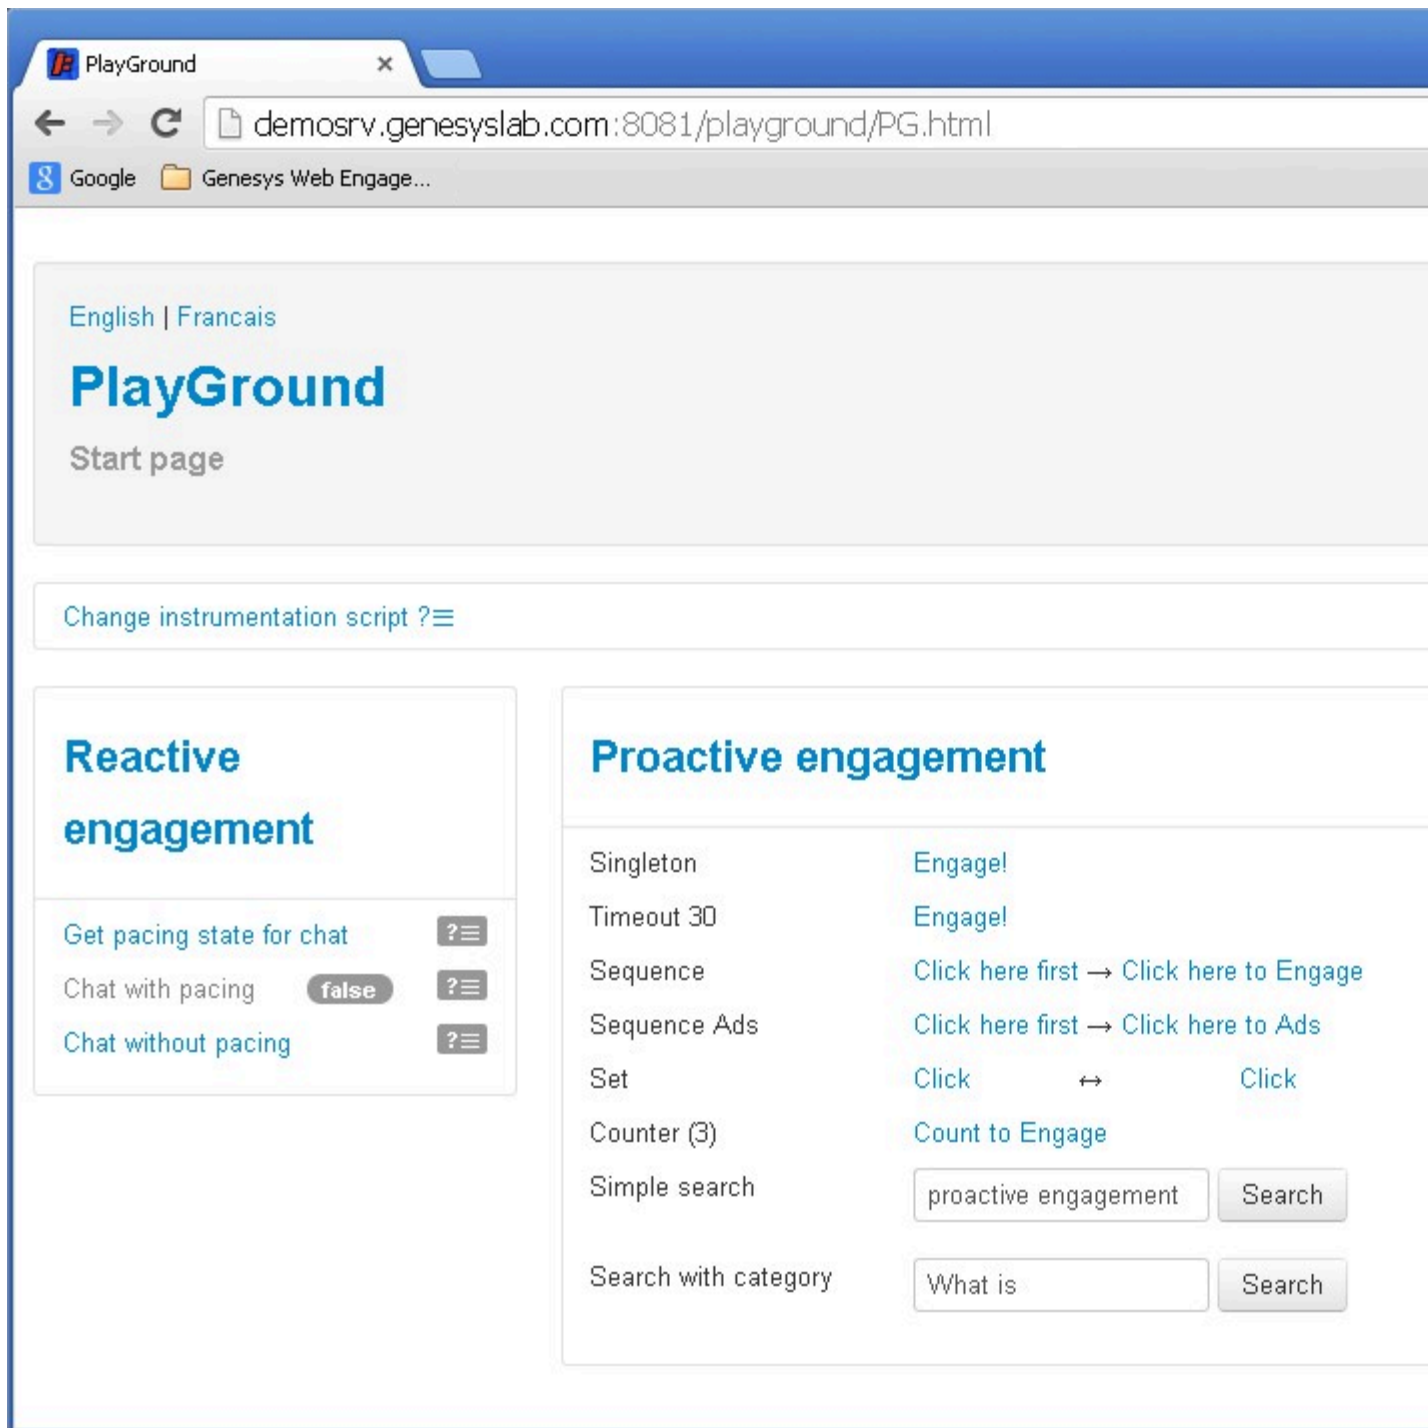 PlayGround ×
demosrv.genesyslab.com:8081/playground/PG.html
Google Genesys Web Engage...
English | Francais
PlayGround
Start page
Change instrumentation script ?≡
Reactive
engagement
Get pacing state for chat ?≡
Chat with pacing false ?≡
Chat without pacing ?≡
Proactive engagement
Singleton Engage!
Timeout 30 Engage!
Sequence Click here first → Click here to Engage
Sequence Ads Click here first → Click here to Ads
Set Click ↔ Click
Counter (3) Count to Engage
Simple search proactive engagement Search
Search with category What is Search